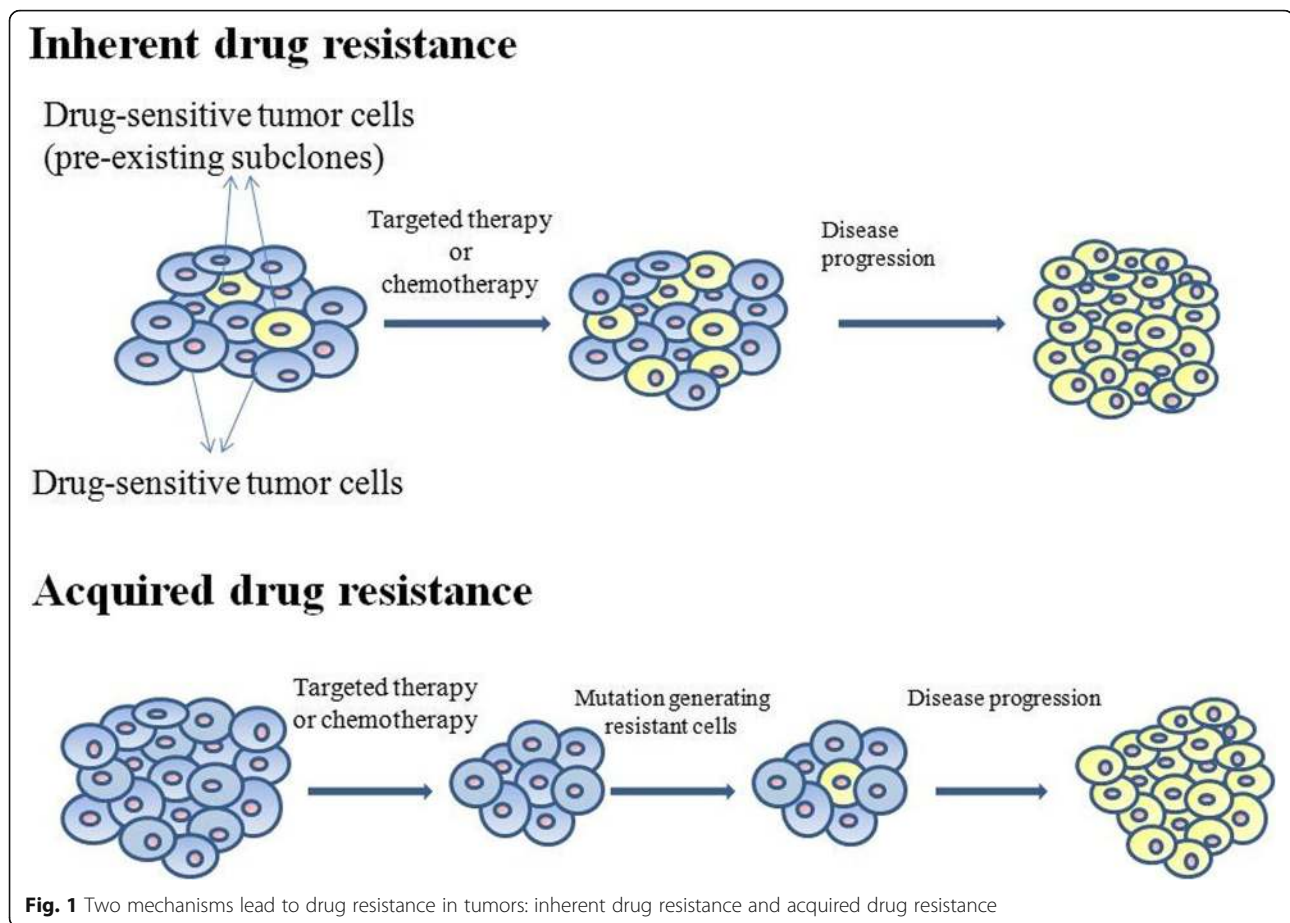 Inherent drug resistance
Drug-sensitive tumor cells
(pre-existing subclones)
Targeted therapy
or
chemotherapy
Disease
progression
Drug-sensitive tumor cells
Acquired drug resistance
Targeted therapy
or chemotherapy
Mutation generating
resistant cells
Disease progression
Fig. 1 Two mechanisms lead to drug resistance in tumors: inherent drug resistance and acquired drug resistance